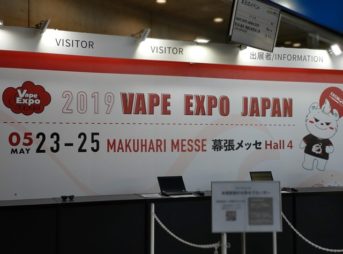 VISITOR
VISITOR
出展者/INFORMATION
Vape Expo
2019 VAPE EXPO JAPAN
05 MAY 23-25 MAKUHARI MESSE 幕張メッセ Hall 4